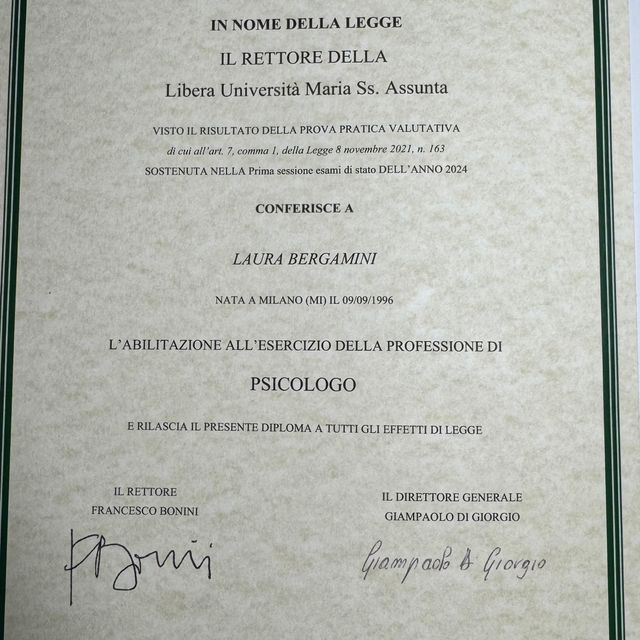 IN NOME DELLA LEGGE
IL RETTORE DELLA
Libera Università Maria Ss. Assunta
VISTO IL RISULTATO DELLA PROVA PRATICA VALUTATIVA
di cui all'art. 7, comma 1, della Legge 8 novembre 2021, n. 163
SOSTENUTA NELLA Prima sessione esami di stato DELL'ANNO 2024
CONFERISCE A
LAURA BERGAMINI
NATA A MILANO (MI) IL 09/09/1996
L'ABILITAZIONE ALL'ESERCIZIO DELLA PROFESSIONE DI
PSICOLOGO
E RILASCIA IL PRESENTE DIPLOMA A TUTTI GLI EFFETTI DI LEGGE
IL RETTORE
FRANCESCO BONINI
FBonini
IL DIRETTORE GENERALE
GIAMPAOLO DI GIORGIO
Giampaolo Di Giorgio